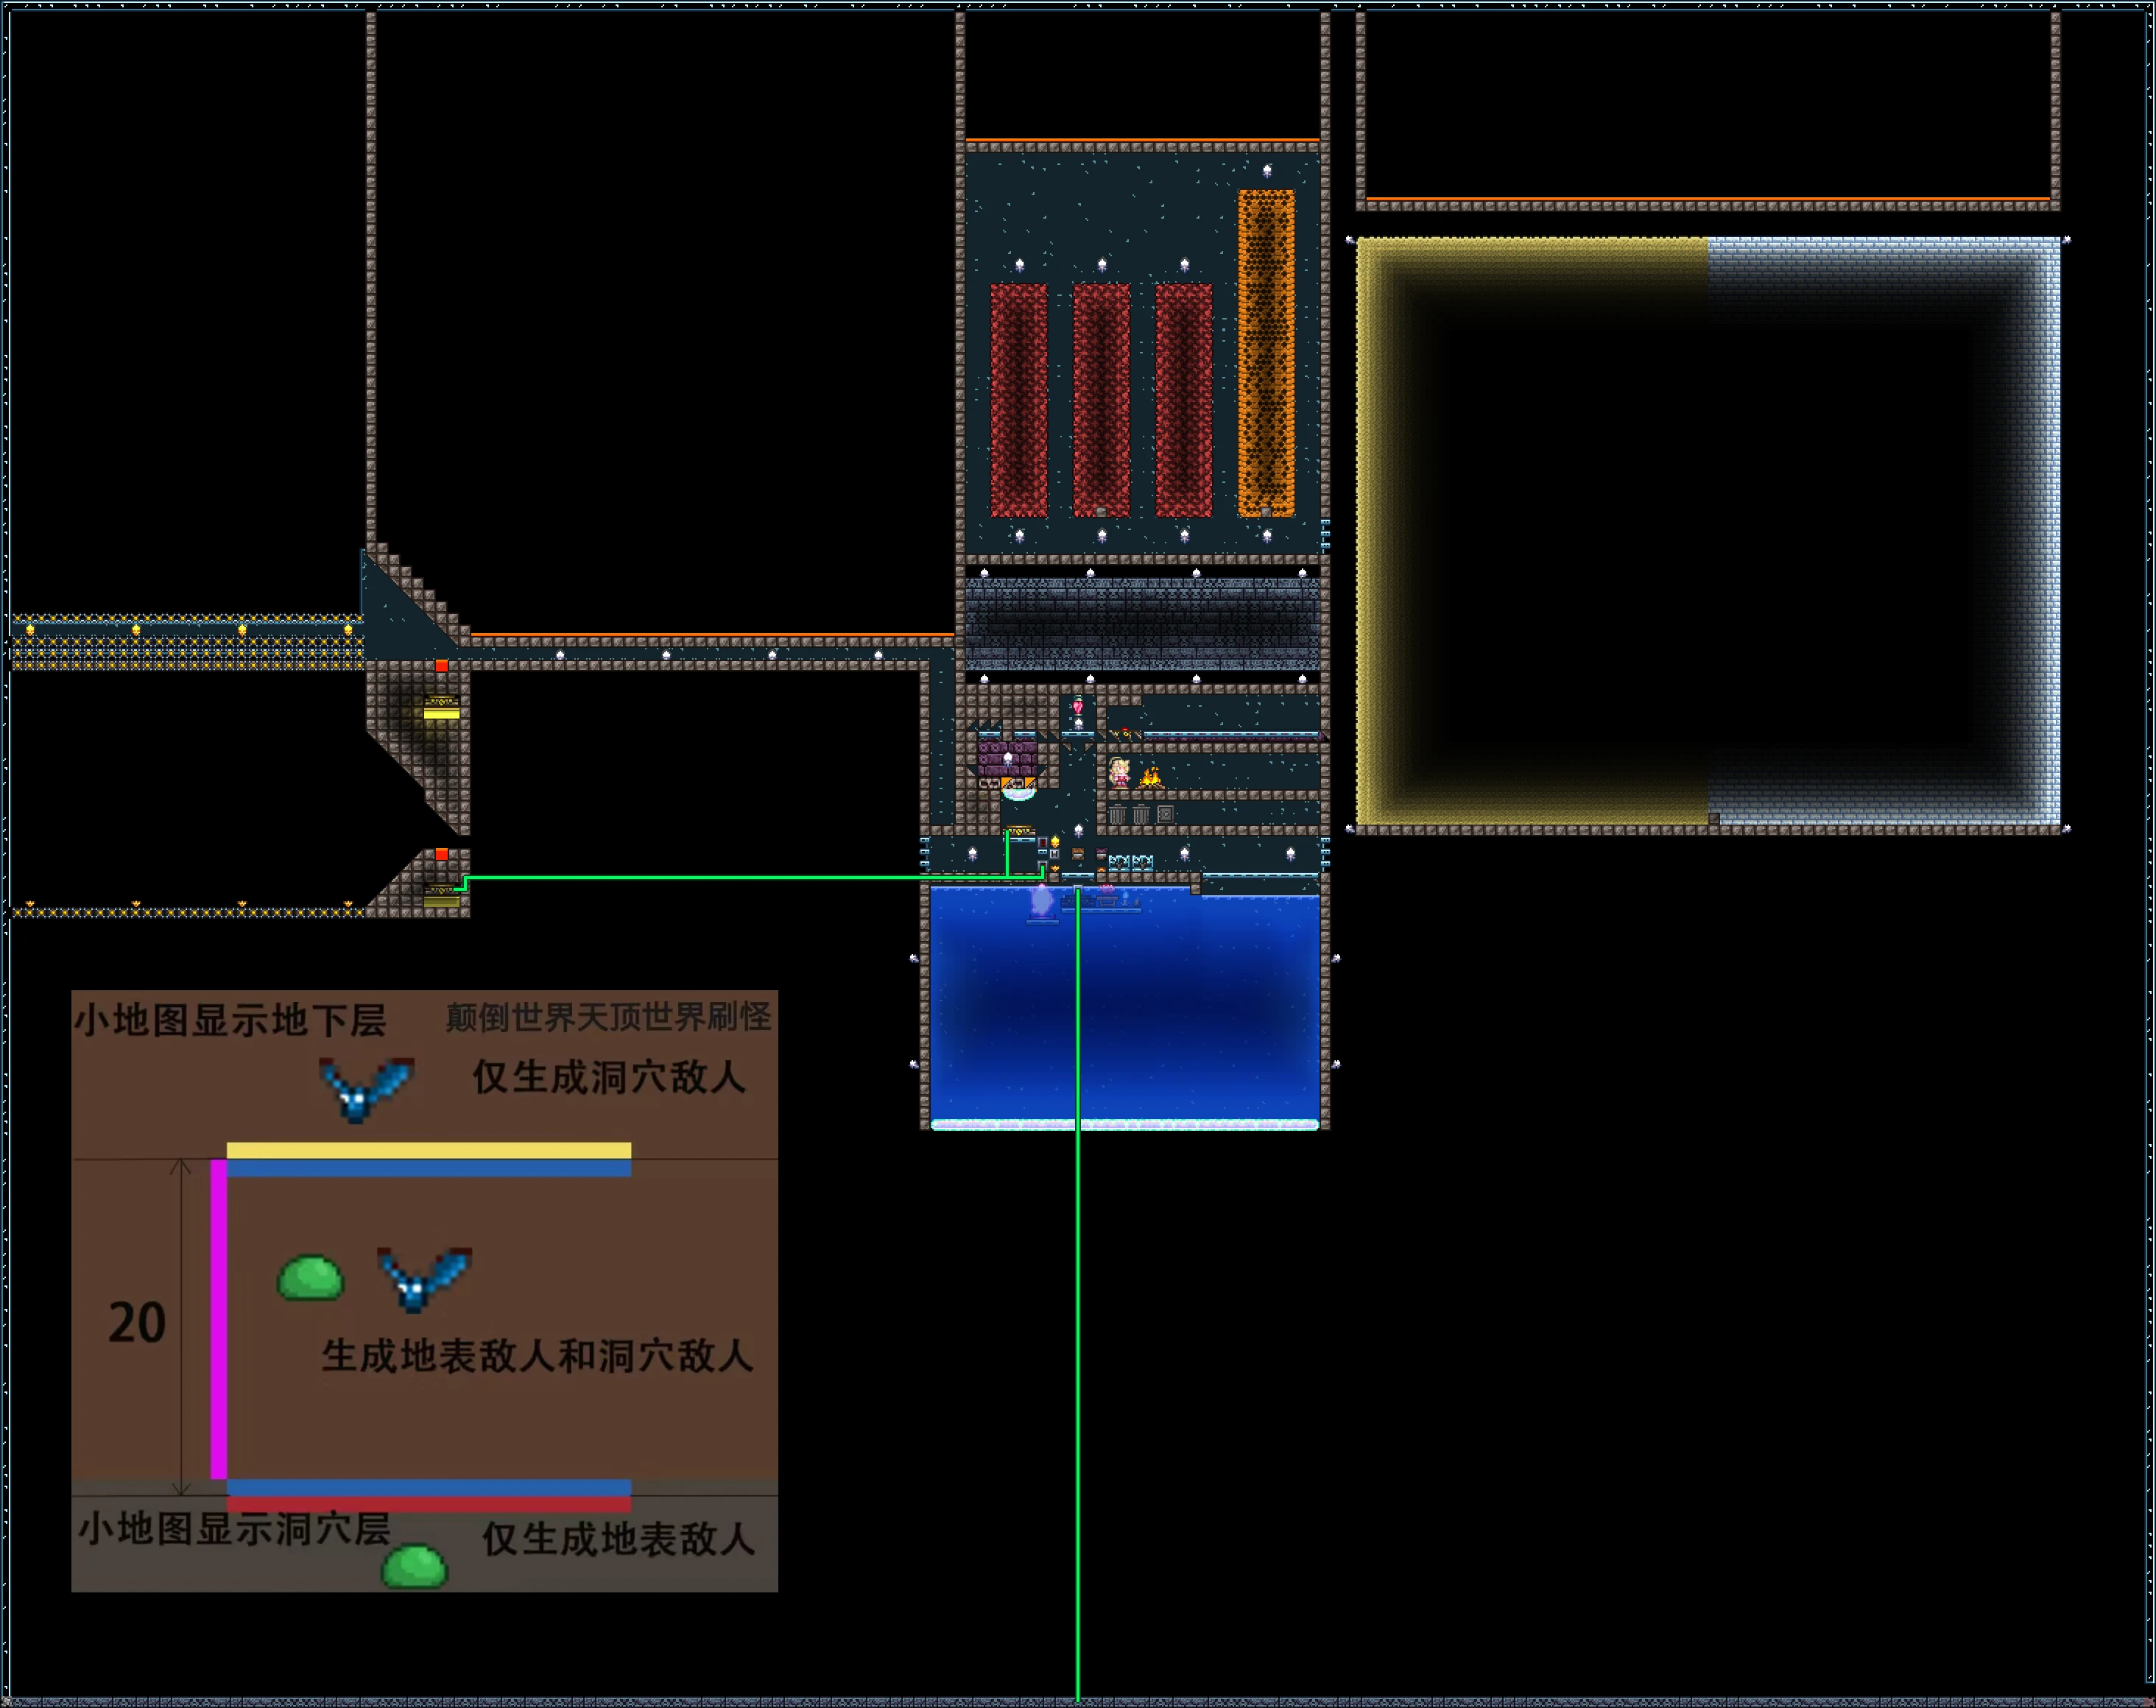 小地图显示地下层
颠倒世界天顶世界刷怪
仅生成洞穴敌人
20
生成地表敌人和洞穴敌人
小地图显示洞穴层
仅生成地表敌人